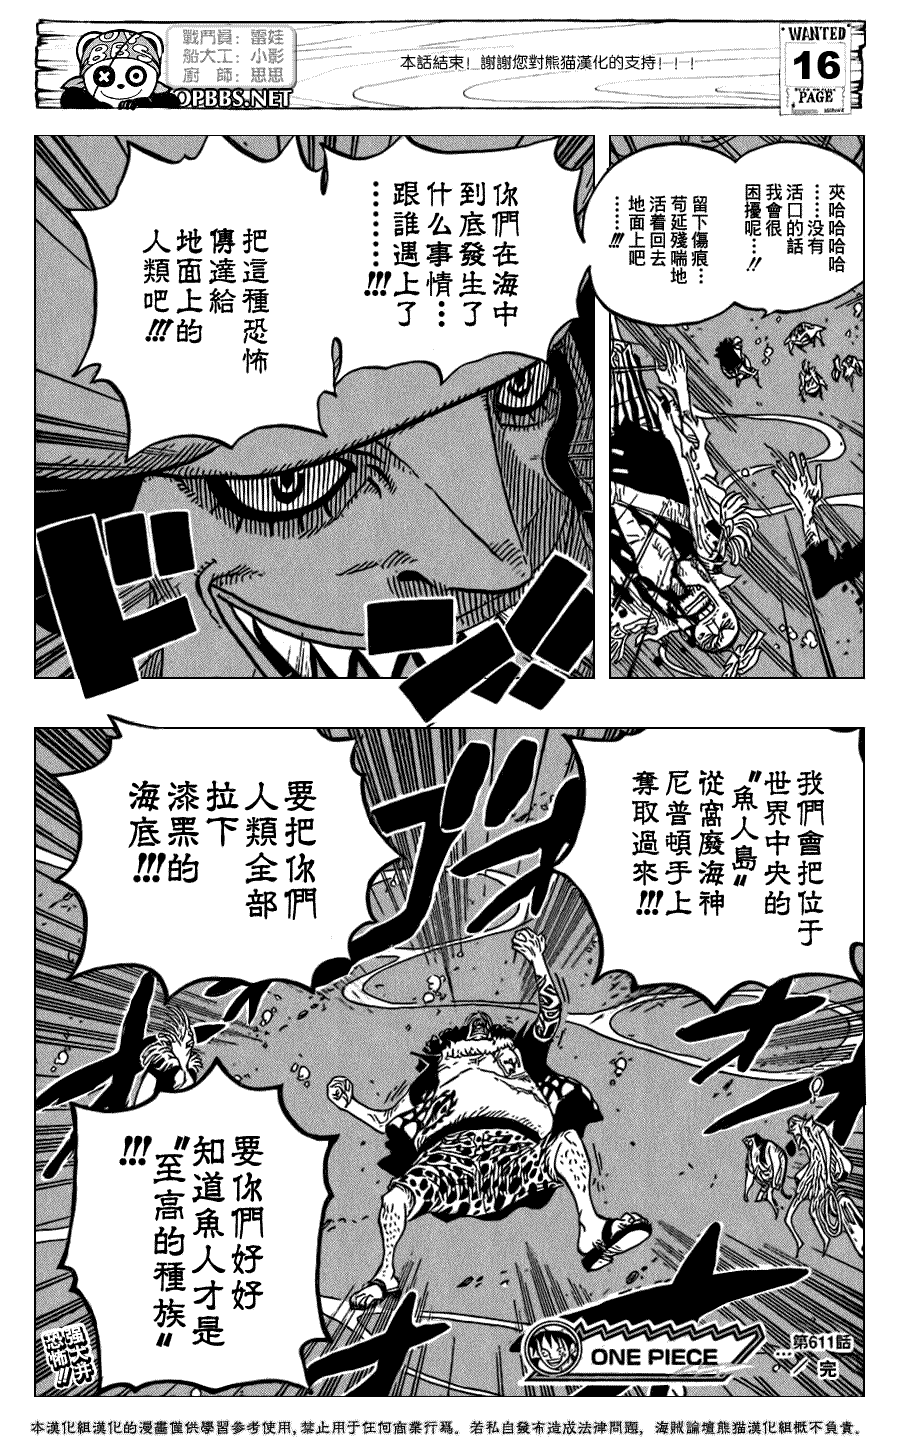 戰鬥員：雷娃
船大工：小影
廚　師：思思
OPBBS.NET
本話結束！謝謝您對熊猫漢化的支持！！！
WANTED
16
PAGE
夾哈哈哈哈
……没有
活口的話
我會很
困擾呢…!!
留下傷痕…
苟延殘喘地
活着回去
地面上吧
……!!!
你們在海中
到底發生了
什么事情…
跟誰遇上了
………!!!
把這種恐怖
傳達給
地面上的
人類吧!!!
ドーン
我們會把位于
世界中央的
"魚人島"
從窩廢海神
尼普頓手上
奪取過來!!!
要把你們
人類全部
拉下
漆黑的
海底!!!
要你們好好
知道魚人才是
"至高的種族"
!!!
强大并
恐怖!!
ONE PIECE
第611話
…／完
本漢化組漢化的漫畫僅供學習參考使用,禁止用于任何商業行爲。若私自發布造成法律問題，海賊論壇熊猫漢化組概不負責。